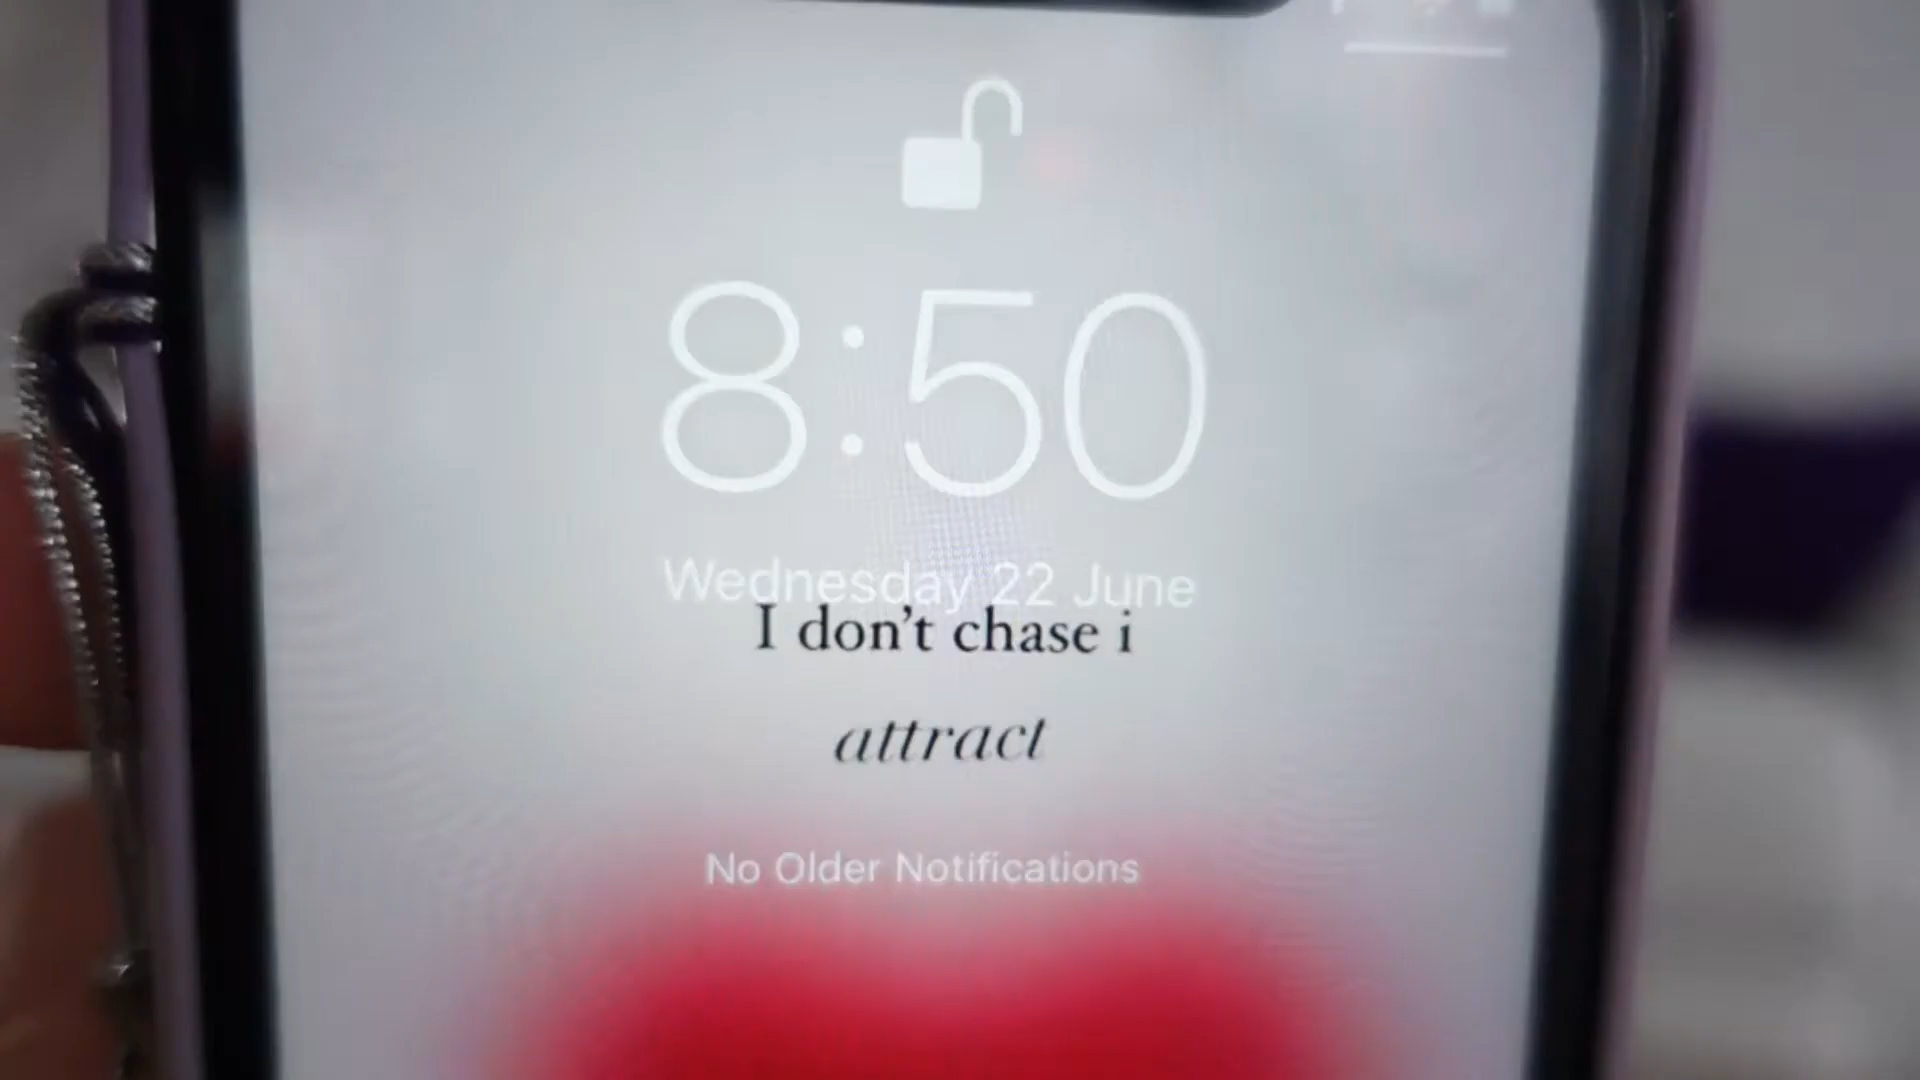 8:50
Wednesday 22 June
I don't chase i
attract
No Older Notifications